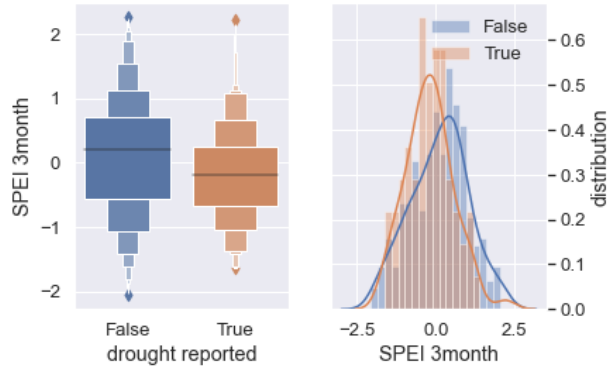 2
1
0
−1
−2
SPEI 3month
False True
drought reported
False
True
0.6
0.5
0.4
0.3
0.2
0.1
0.0
distribution
−2.5 0.0 2.5
SPEI 3month